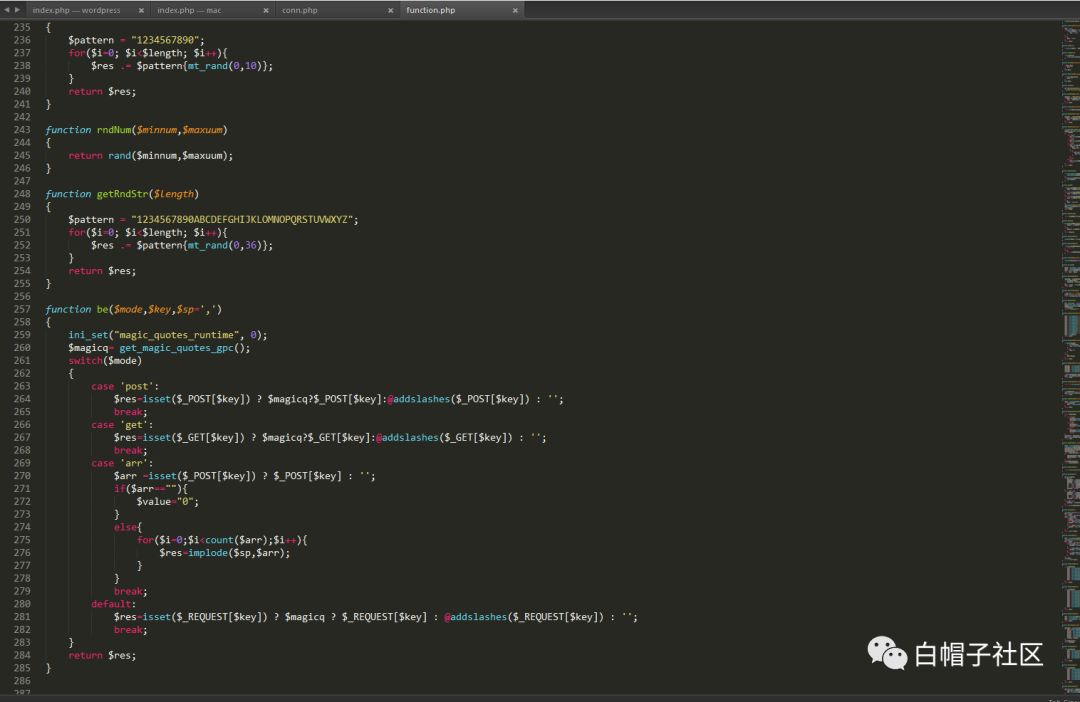 index.php — wordpress × index.php — mac × conn.php × function.php ×
235 {
236 $pattern = "1234567890";
237 for($i=0; $i<$length; $i++){
238 $res .= $pattern{mt_rand(0,10)};
239 }
240 return $res;
241 }
242
243 function rndNum($minnum,$maxuum)
244 {
245 return rand($minnum,$maxuum);
246 }
247
248 function getRndStr($length)
249 {
250 $pattern = "1234567890ABCDEFGHIJKLOMNOPQRSTUVWXYZ";
251 for($i=0; $i<$length; $i++){
252 $res .= $pattern{mt_rand(0,36)};
253 }
254 return $res;
255 }
256
257 function be($mode,$key,$sp=',')
258 {
259 ini_set("magic_quotes_runtime", 0);
260 $magicq= get_magic_quotes_gpc();
261 switch($mode)
262 {
263 case 'post':
264 $res=isset($_POST[$key]) ? $magicq?$_POST[$key]:@addslashes($_POST[$key]) : '';
265 break;
266 case 'get':
267 $res=isset($_GET[$key]) ? $magicq?$_GET[$key]:@addslashes($_GET[$key]) : '';
268 break;
269 case 'arr':
270 $arr =isset($_POST[$key]) ? $_POST[$key] : '';
271 if($arr==""){
272 $value="0";
273 }
274 else{
275 for($i=0;$i<count($arr);$i++){
276 $res=implode($sp,$arr);
277 }
278 }
279 break;
280 default:
281 $res=isset($_REQUEST[$key]) ? $magicq ? $_REQUEST[$key] : @addslashes($_REQUEST[$key]) : '';
282 break;
283 }
284 return $res;
285 }
286
287
白帽子社区